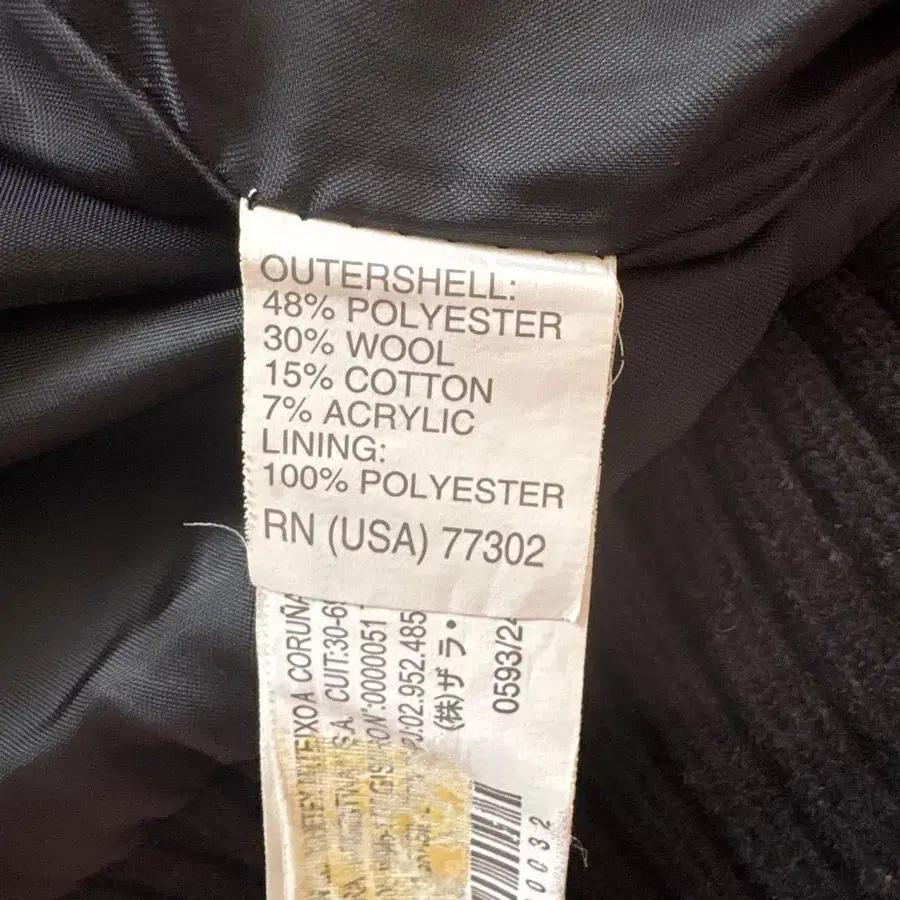 OUTERSHELL:
48% POLYESTER
30% WOOL
15% COTTON
7% ACRYLIC
LINING:
100% POLYESTER
RN (USA) 77302
A CORUÑA
S.A. CUIT:30-6
0000051
02.952.485
(株)ザラ・
0593/24
0032